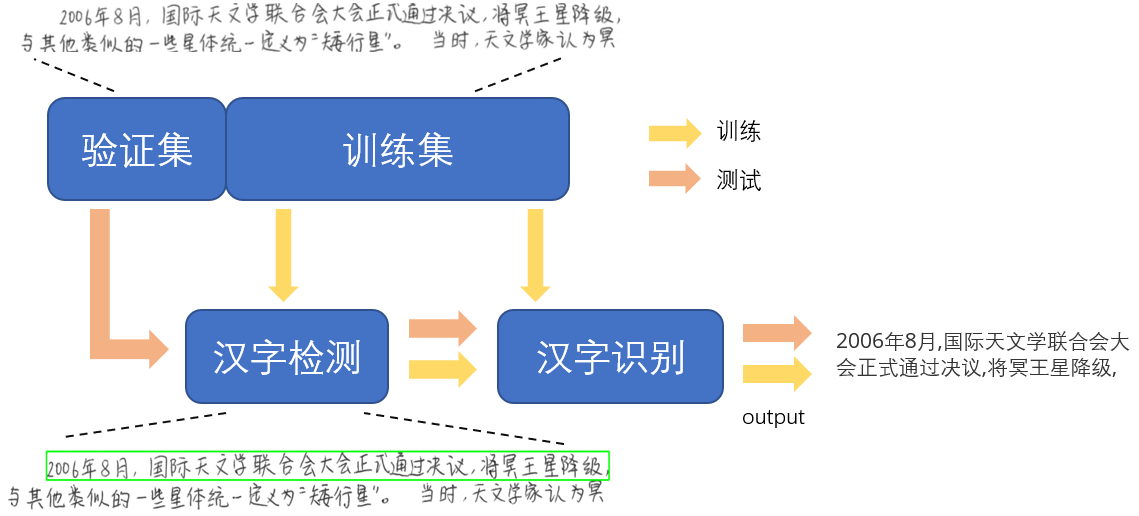 2006年8月,国际天文学联合会大会正式通过决议,将冥王星降级,
与其他类似的一些星体统一定义为“矮行星”。 当时,天文学家认为冥
验证集
训练集
训练
测试
汉字检测
汉字识别
2006年8月,国际天文学联合会大
会正式通过决议,将冥王星降级,
output
2006年8月,国际天文学联合会大会正式通过决议,将冥王星降级,
与其他类似的一些星体统一定义为“矮行星”。 当时,天文学家认为冥